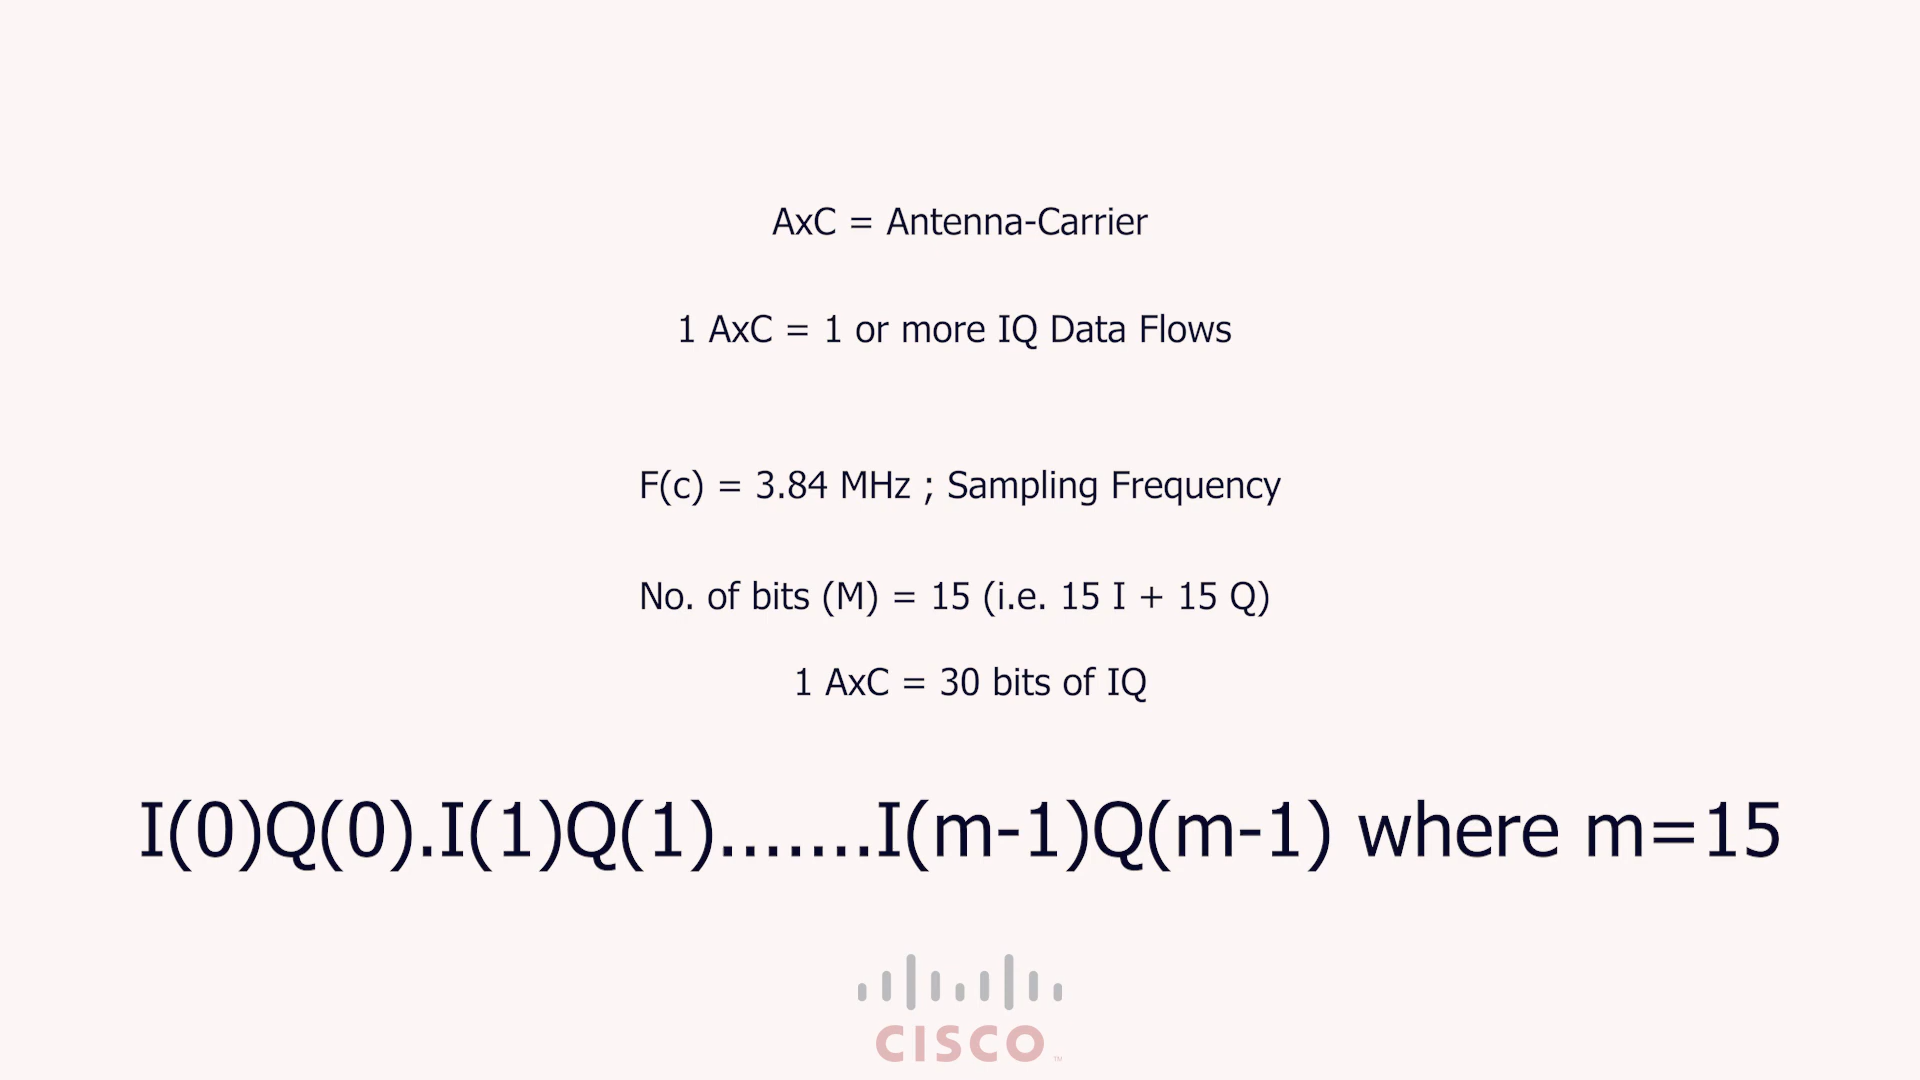 AxC = Antenna-Carrier
1 AxC = 1 or more IQ Data Flows
F(c) = 3.84 MHz ; Sampling Frequency
No. of bits (M) = 15 (i.e. 15 I + 15 Q)
1 AxC = 30 bits of IQ
I(0)Q(0).I(1)Q(1).......I(m-1)Q(m-1) where m=15
CISCO ™